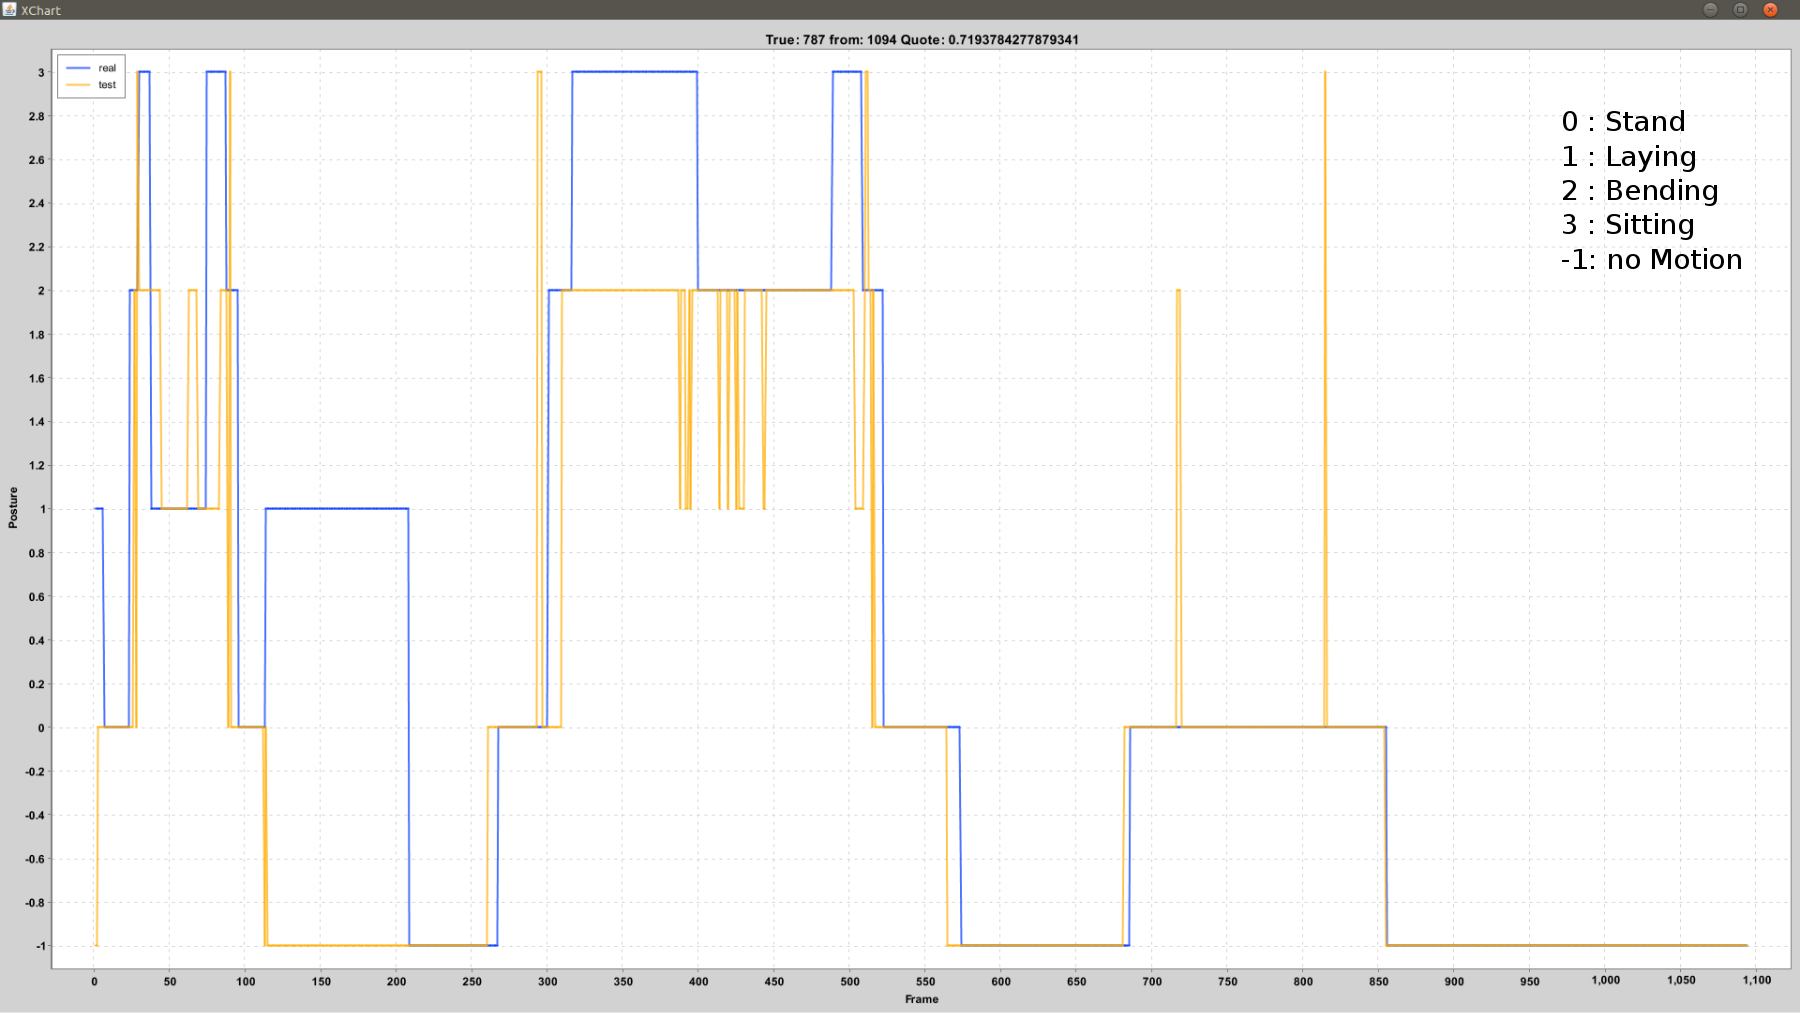 XChart
True: 787 from: 1094 Quote: 0.7193784277879341
real
test
0 : Stand
1 : Laying
2 : Bending
3 : Sitting
-1: no Motion
Posture
3
2.8
2.6
2.4
2.2
2
1.8
1.6
1.4
1.2
1
0.8
0.6
0.4
0.2
0
-0.2
-0.4
-0.6
-0.8
-1
0 50 100 150 200 250 300 350 400 450 500 550 600 650 700 750 800 850 900 950 1,000 1,050 1,100
Frame